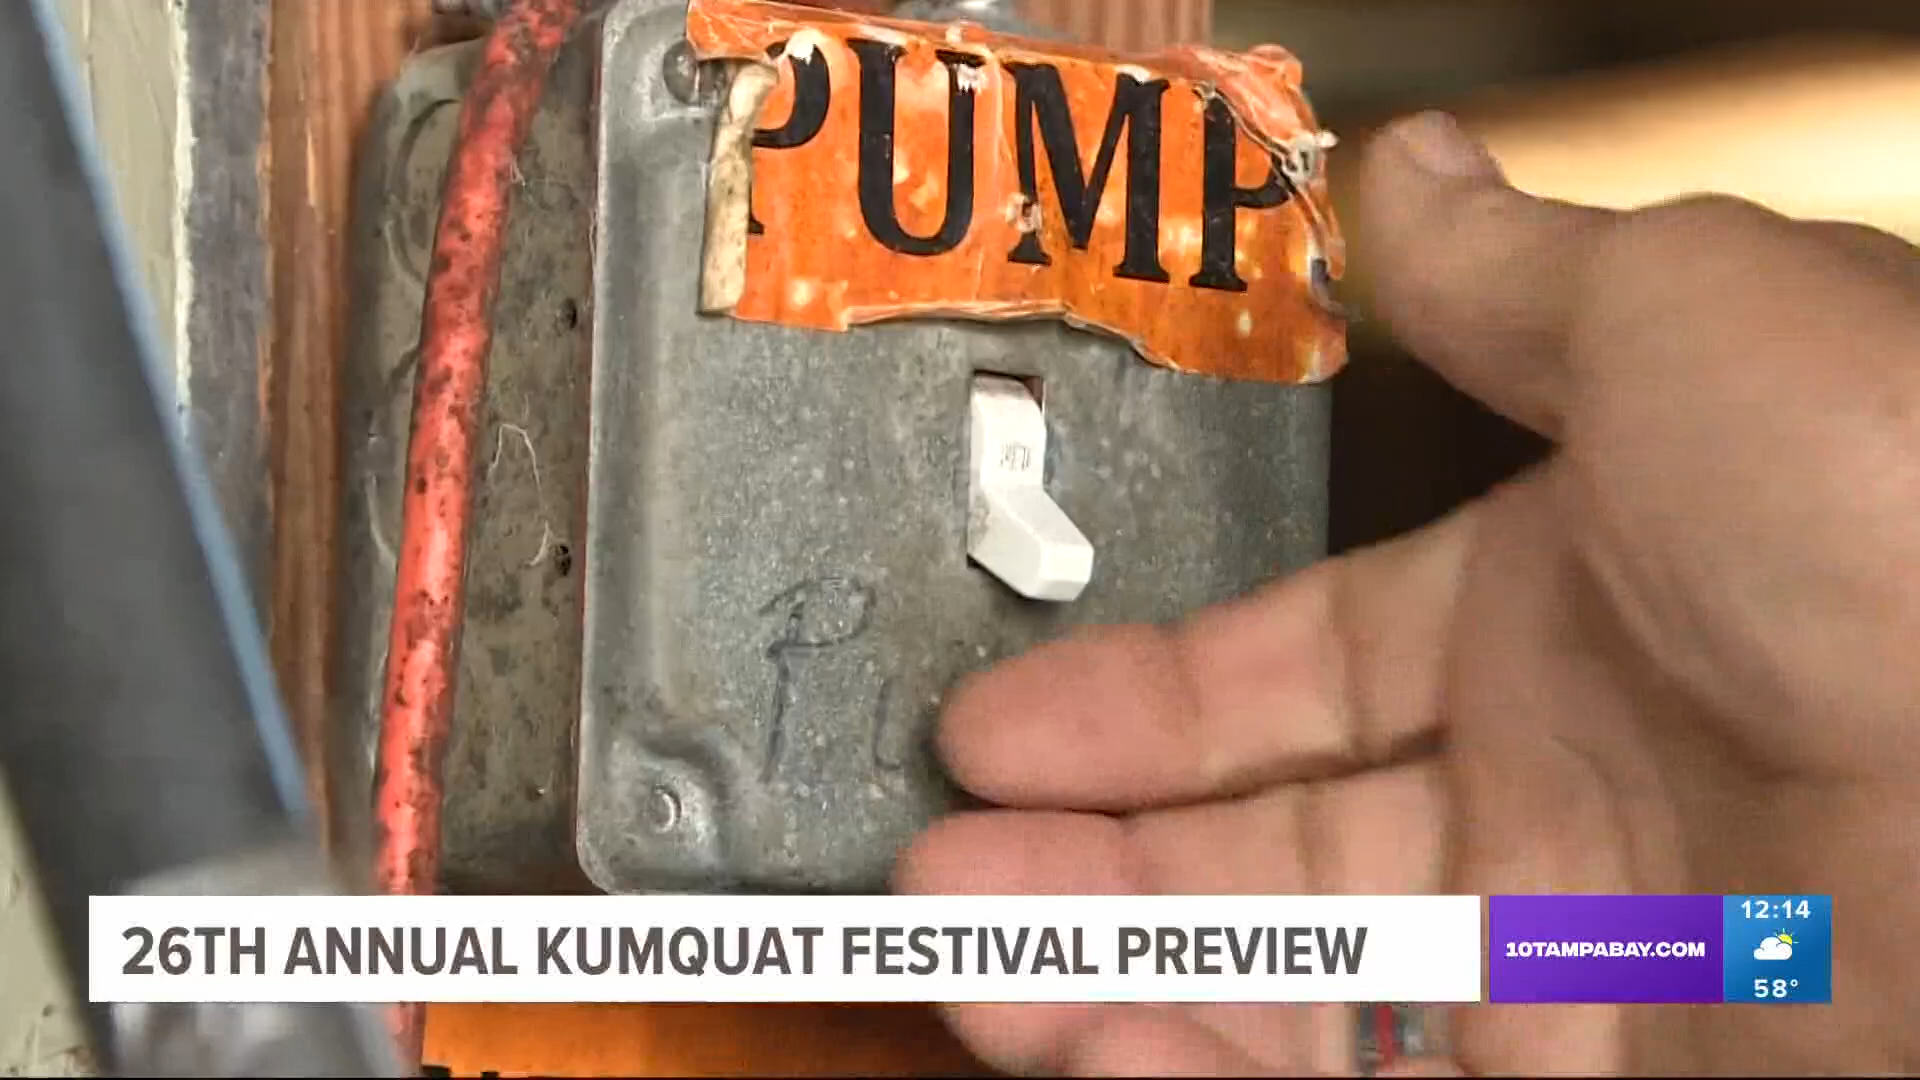 PUMP
26TH ANNUAL KUMQUAT FESTIVAL PREVIEW
10TAMPABAY.COM
12:14
58°